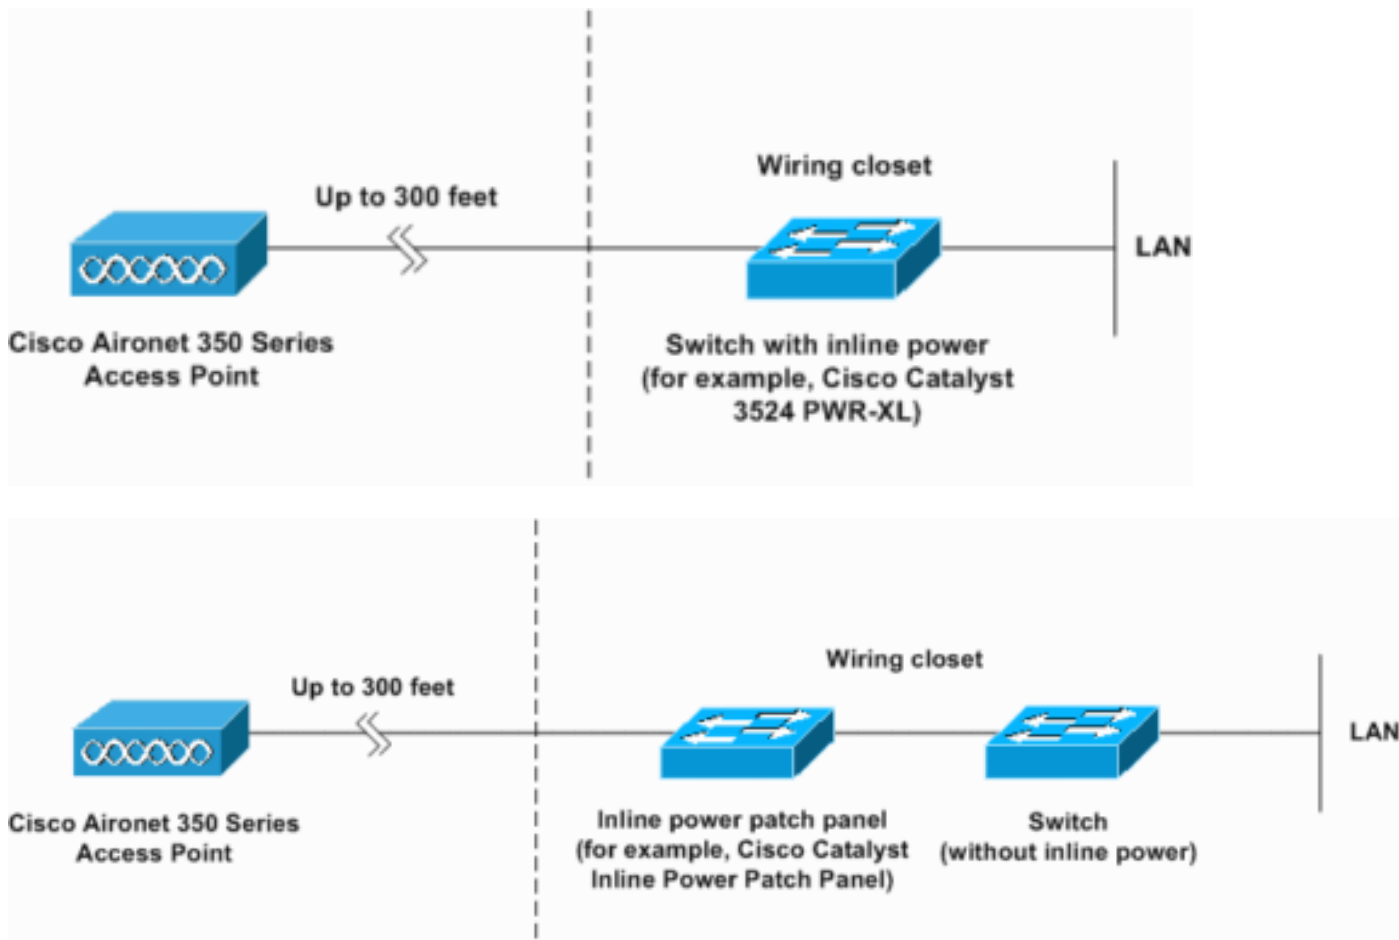 Wiring closet
Up to 300 feet
LAN
Cisco Aironet 350 Series
Access Point
Switch with inline power
(for example, Cisco Catalyst
3524 PWR-XL)
Wiring closet
Up to 300 feet
LAN
Cisco Aironet 350 Series
Access Point
Inline power patch panel
(for example, Cisco Catalyst
Inline Power Patch Panel)
Switch
(without inline power)